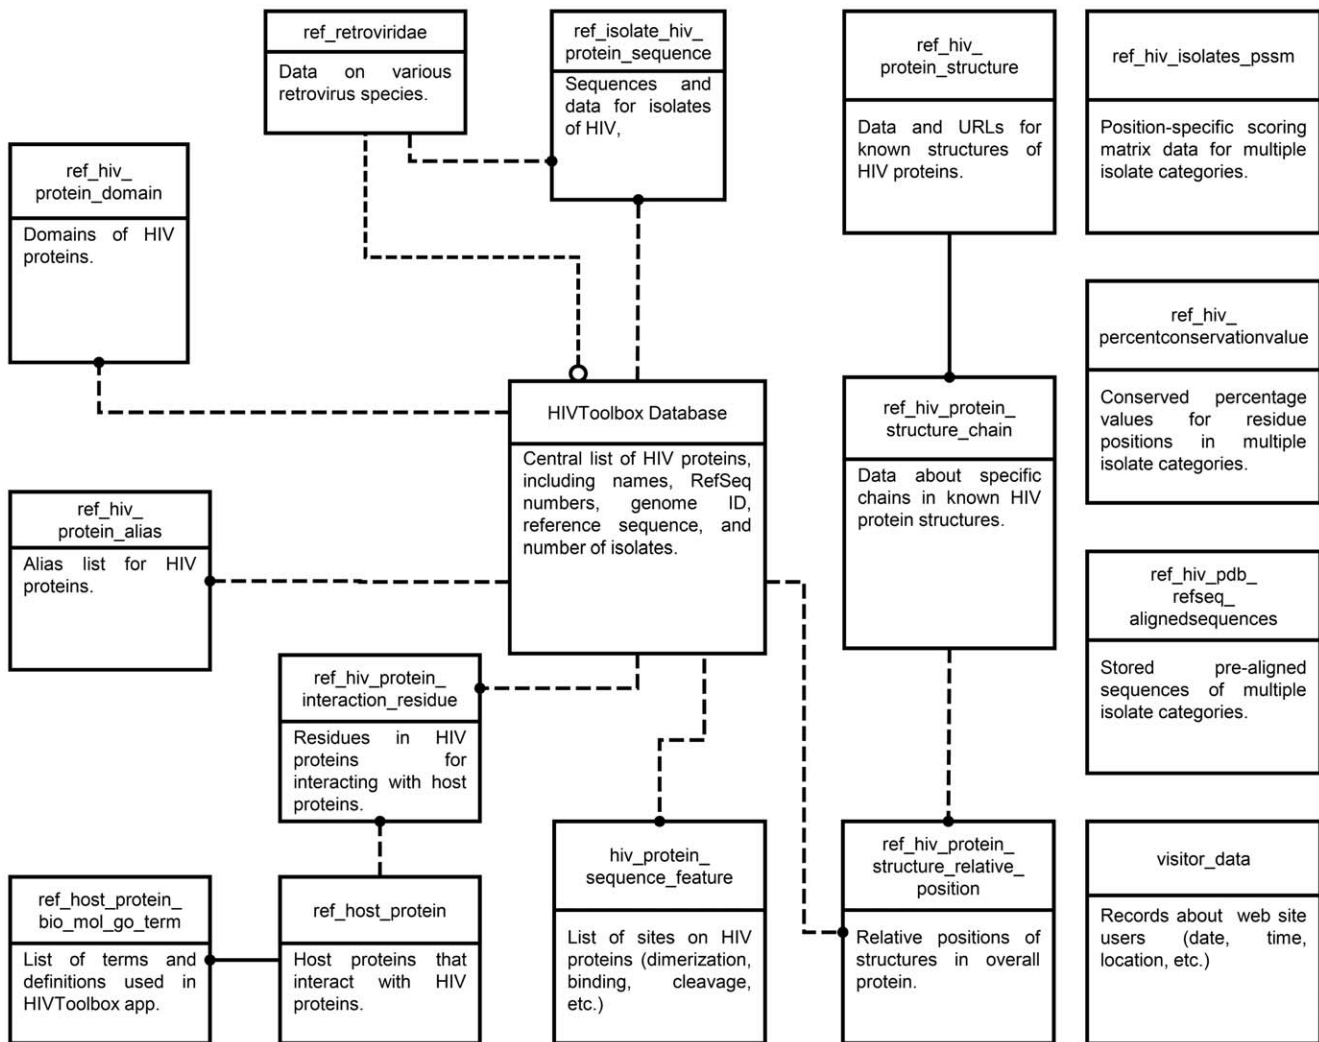 ref_retroviridae
Data on various
retrovirus species.
ref_isolate_hiv_
protein_sequence
Sequences and
data for isolates
of HIV,
ref_hiv_
protein_structure
Data and URLs for
known structures of
HIV proteins.
ref_hiv_isolates_pssm
Position-specific scoring
matrix data for multiple
isolate categories.
ref_hiv_
protein_domain
Domains of HIV
proteins.
ref_hiv_
percentconservationvalue
Conserved percentage
values for residue
positions in multiple
isolate categories.
HIVToolbox Database
Central list of HIV proteins,
including names, RefSeq
numbers, genome ID,
reference sequence, and
number of isolates.
ref_hiv_protein_
structure_chain
Data about specific
chains in known HIV
protein structures.
ref_hiv_
protein_alias
Alias list for HIV
proteins.
ref_hiv_pdb_
refseq_
alignedsequences
Stored pre-aligned
sequences of multiple
isolate categories.
ref_hiv_protein_
interaction_residue
Residues in HIV
proteins for
interacting with host
proteins.
hiv_protein_
sequence_feature
List of sites on HIV
proteins (dimerization,
binding, cleavage,
etc.)
ref_hiv_protein_
structure_relative_
position
Relative positions of
structures in overall
protein.
visitor_data
Records about web site
users (date, time,
location, etc.)
ref_host_protein_
bio_mol_go_term
List of terms and
definitions used in
HIVToolbox app.
ref_host_protein
Host proteins that
interact with HIV
proteins.